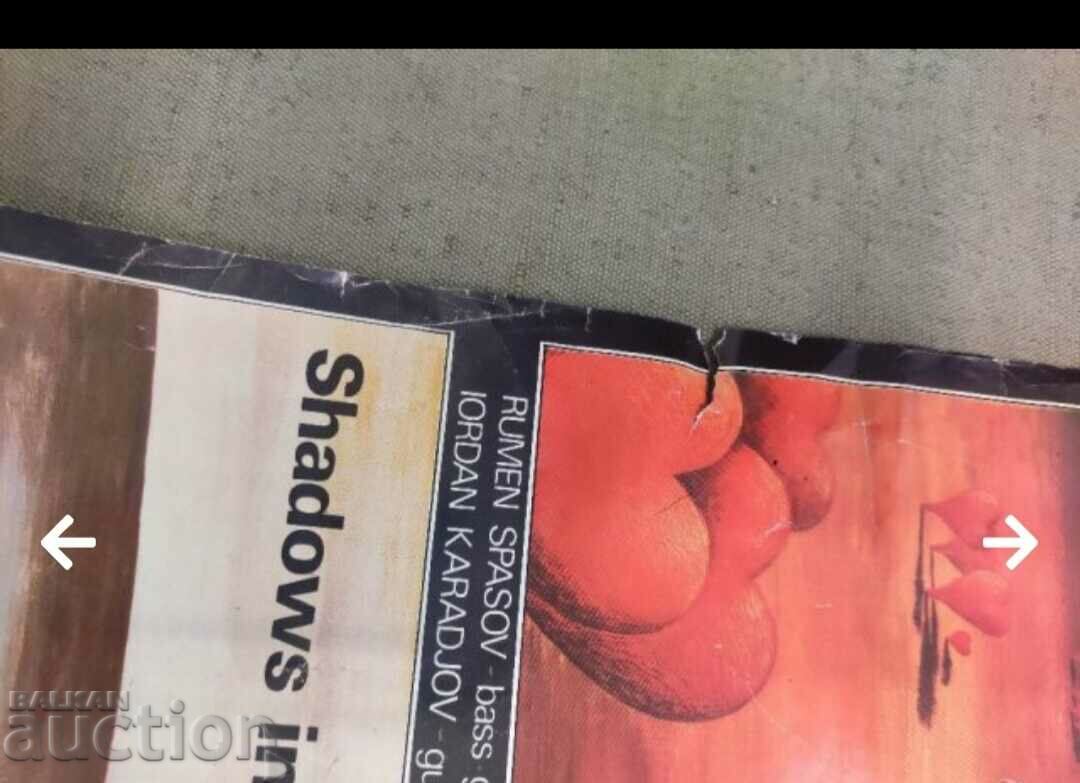 Shadows in
RUMEN SPASOV - bass g
IORDAN KARADJOV - gu
BALKAN
auction